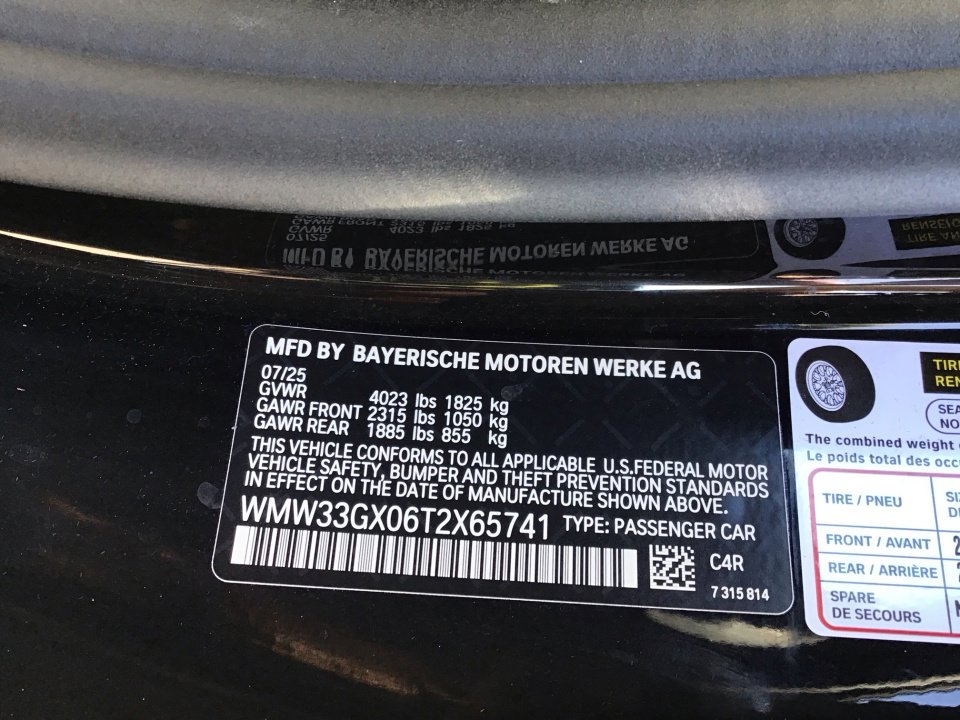 MFD BY BAYERISCHE MOTOREN WERKE AG
07/25
GVWR 4023 lbs 1825 kg
GAWR FRONT 2315 lbs 1050 kg
GAWR REAR 1885 lbs 855 kg
THIS VEHICLE CONFORMS TO ALL APPLICABLE U.S.FEDERAL MOTOR
VEHICLE SAFETY, BUMPER AND THEFT PREVENTION STANDARDS
IN EFFECT ON THE DATE OF MANUFACTURE SHOWN ABOVE.
WMW33GX06T2X65741 TYPE: PASSENGER CAR
C4R
7 315 814
The combined weight
Le poids total des
TIRE / PNEU
FRONT / AVANT
REAR / ARRIÈRE
SPARE
DE SECOURS